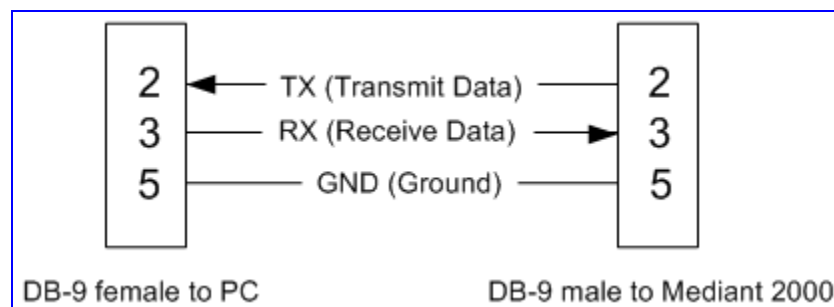 2 TX (Transmit Data) 2
3 RX (Receive Data) 3
5 GND (Ground) 5
DB-9 female to PC
DB-9 male to Mediant 2000